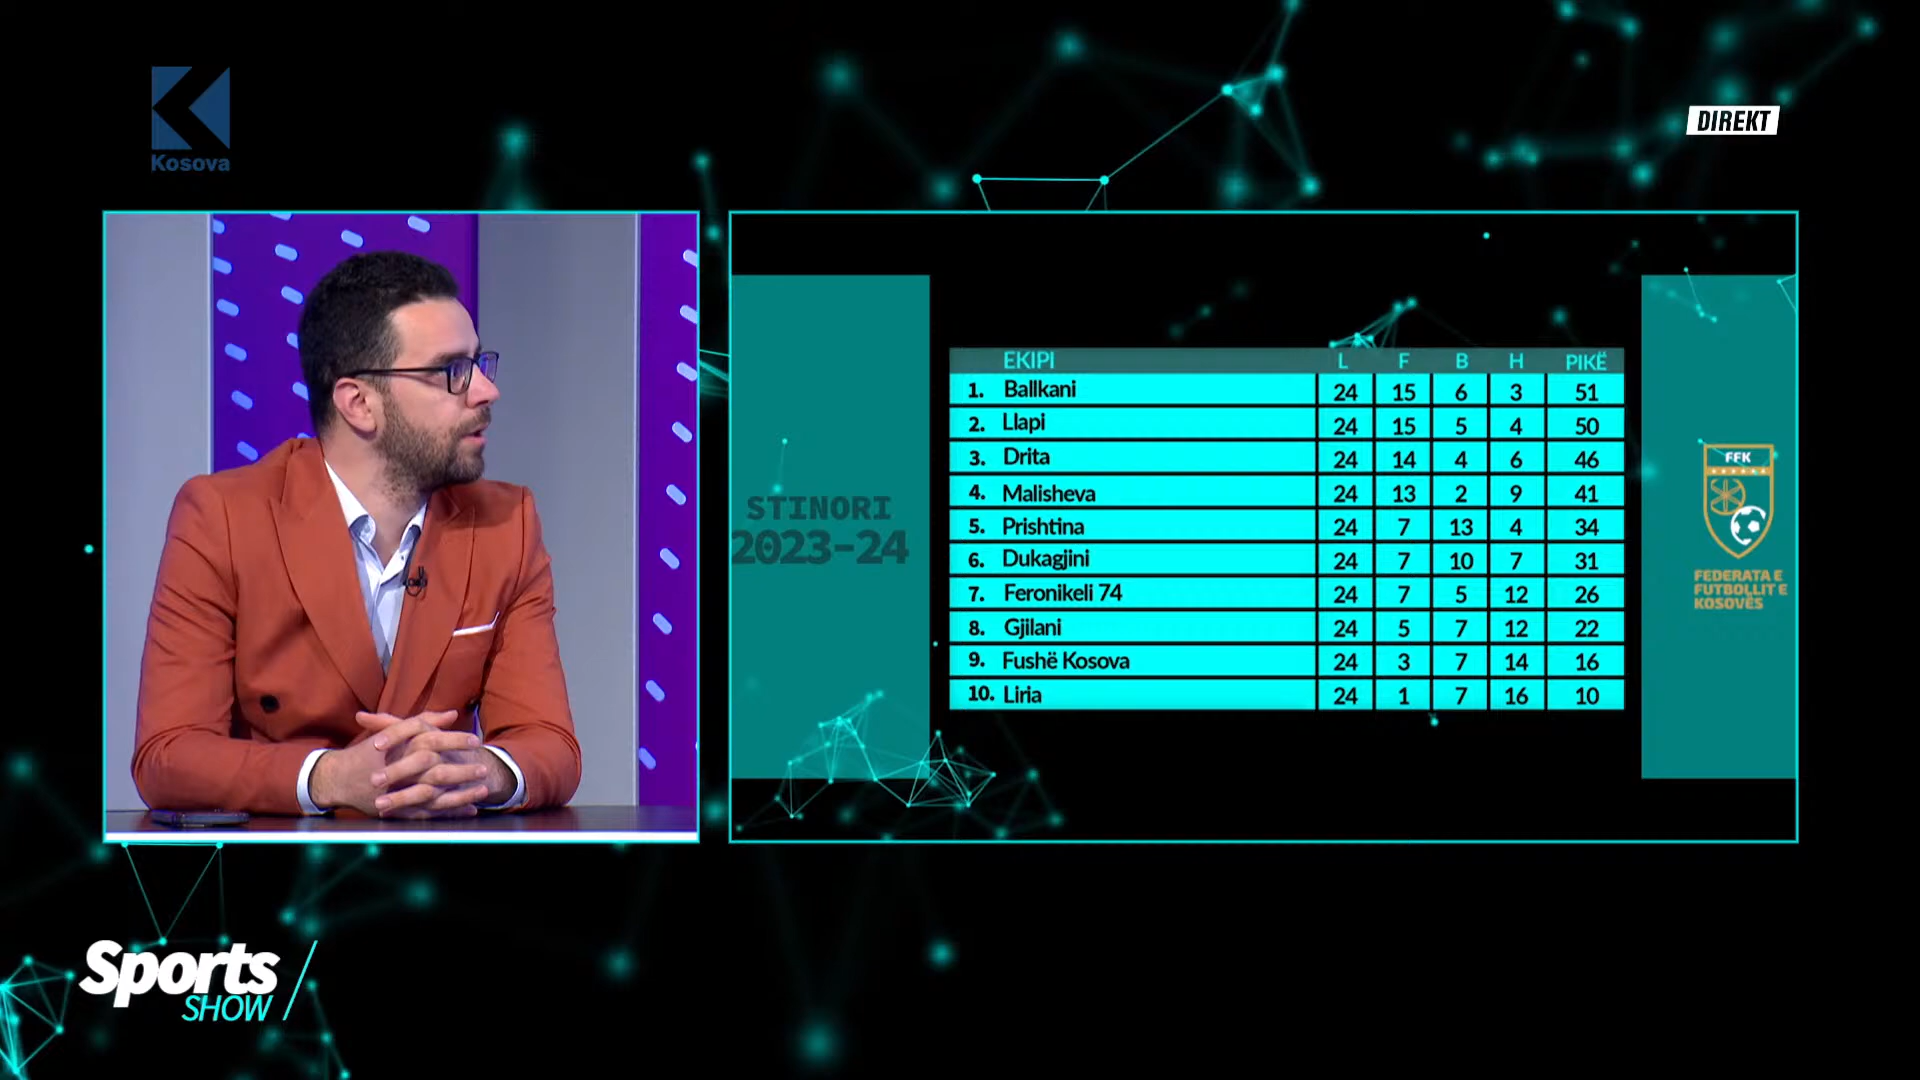 Kosova
DIREKT
STINORI
2023-24
EKIPI L F B H PIKË
1. Ballkani 24 15 6 3 51
2. Llapi 24 15 5 4 50
3. Drita 24 14 4 6 46
4. Malisheva 24 13 2 9 41
5. Prishtina 24 7 13 4 34
6. Dukagjini 24 7 10 7 31
7. Feronikeli 74 24 7 5 12 26
8. Gjilani 24 5 7 12 22
9. Fushë Kosova 24 3 7 14 16
10. Liria 24 1 7 16 10
FFK
FEDERATA E
FUTBOLLIT E
KOSOVËS
Sports
SHOW